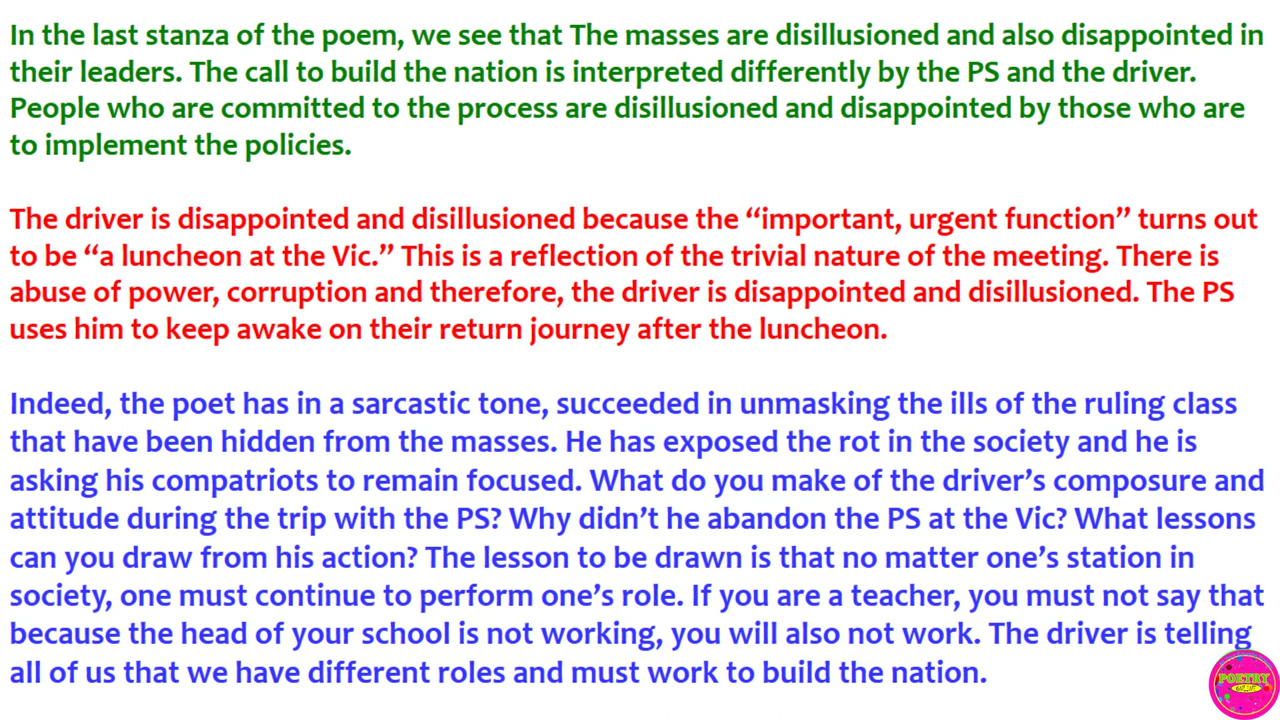 In the last stanza of the poem, we see that The masses are disillusioned and also disappointed in
their leaders. The call to build the nation is interpreted differently by the PS and the driver.
People who are committed to the process are disillusioned and disappointed by those who are
to implement the policies.
The driver is disappointed and disillusioned because the “important, urgent function” turns out
to be “a luncheon at the Vic.” This is a reflection of the trivial nature of the meeting. There is
abuse of power, corruption and therefore, the driver is disappointed and disillusioned. The PS
uses him to keep awake on their return journey after the luncheon.
Indeed, the poet has in a sarcastic tone, succeeded in unmasking the ills of the ruling class
that have been hidden from the masses. He has exposed the rot in the society and he is
asking his compatriots to remain focused. What do you make of the driver’s composure and
attitude during the trip with the PS? Why didn’t he abandon the PS at the Vic? What lessons
can you draw from his action? The lesson to be drawn is that no matter one’s station in
society, one must continue to perform one’s role. If you are a teacher, you must not say that
because the head of your school is not working, you will also not work. The driver is telling
all of us that we have different roles and must work to build the nation.
POETRY